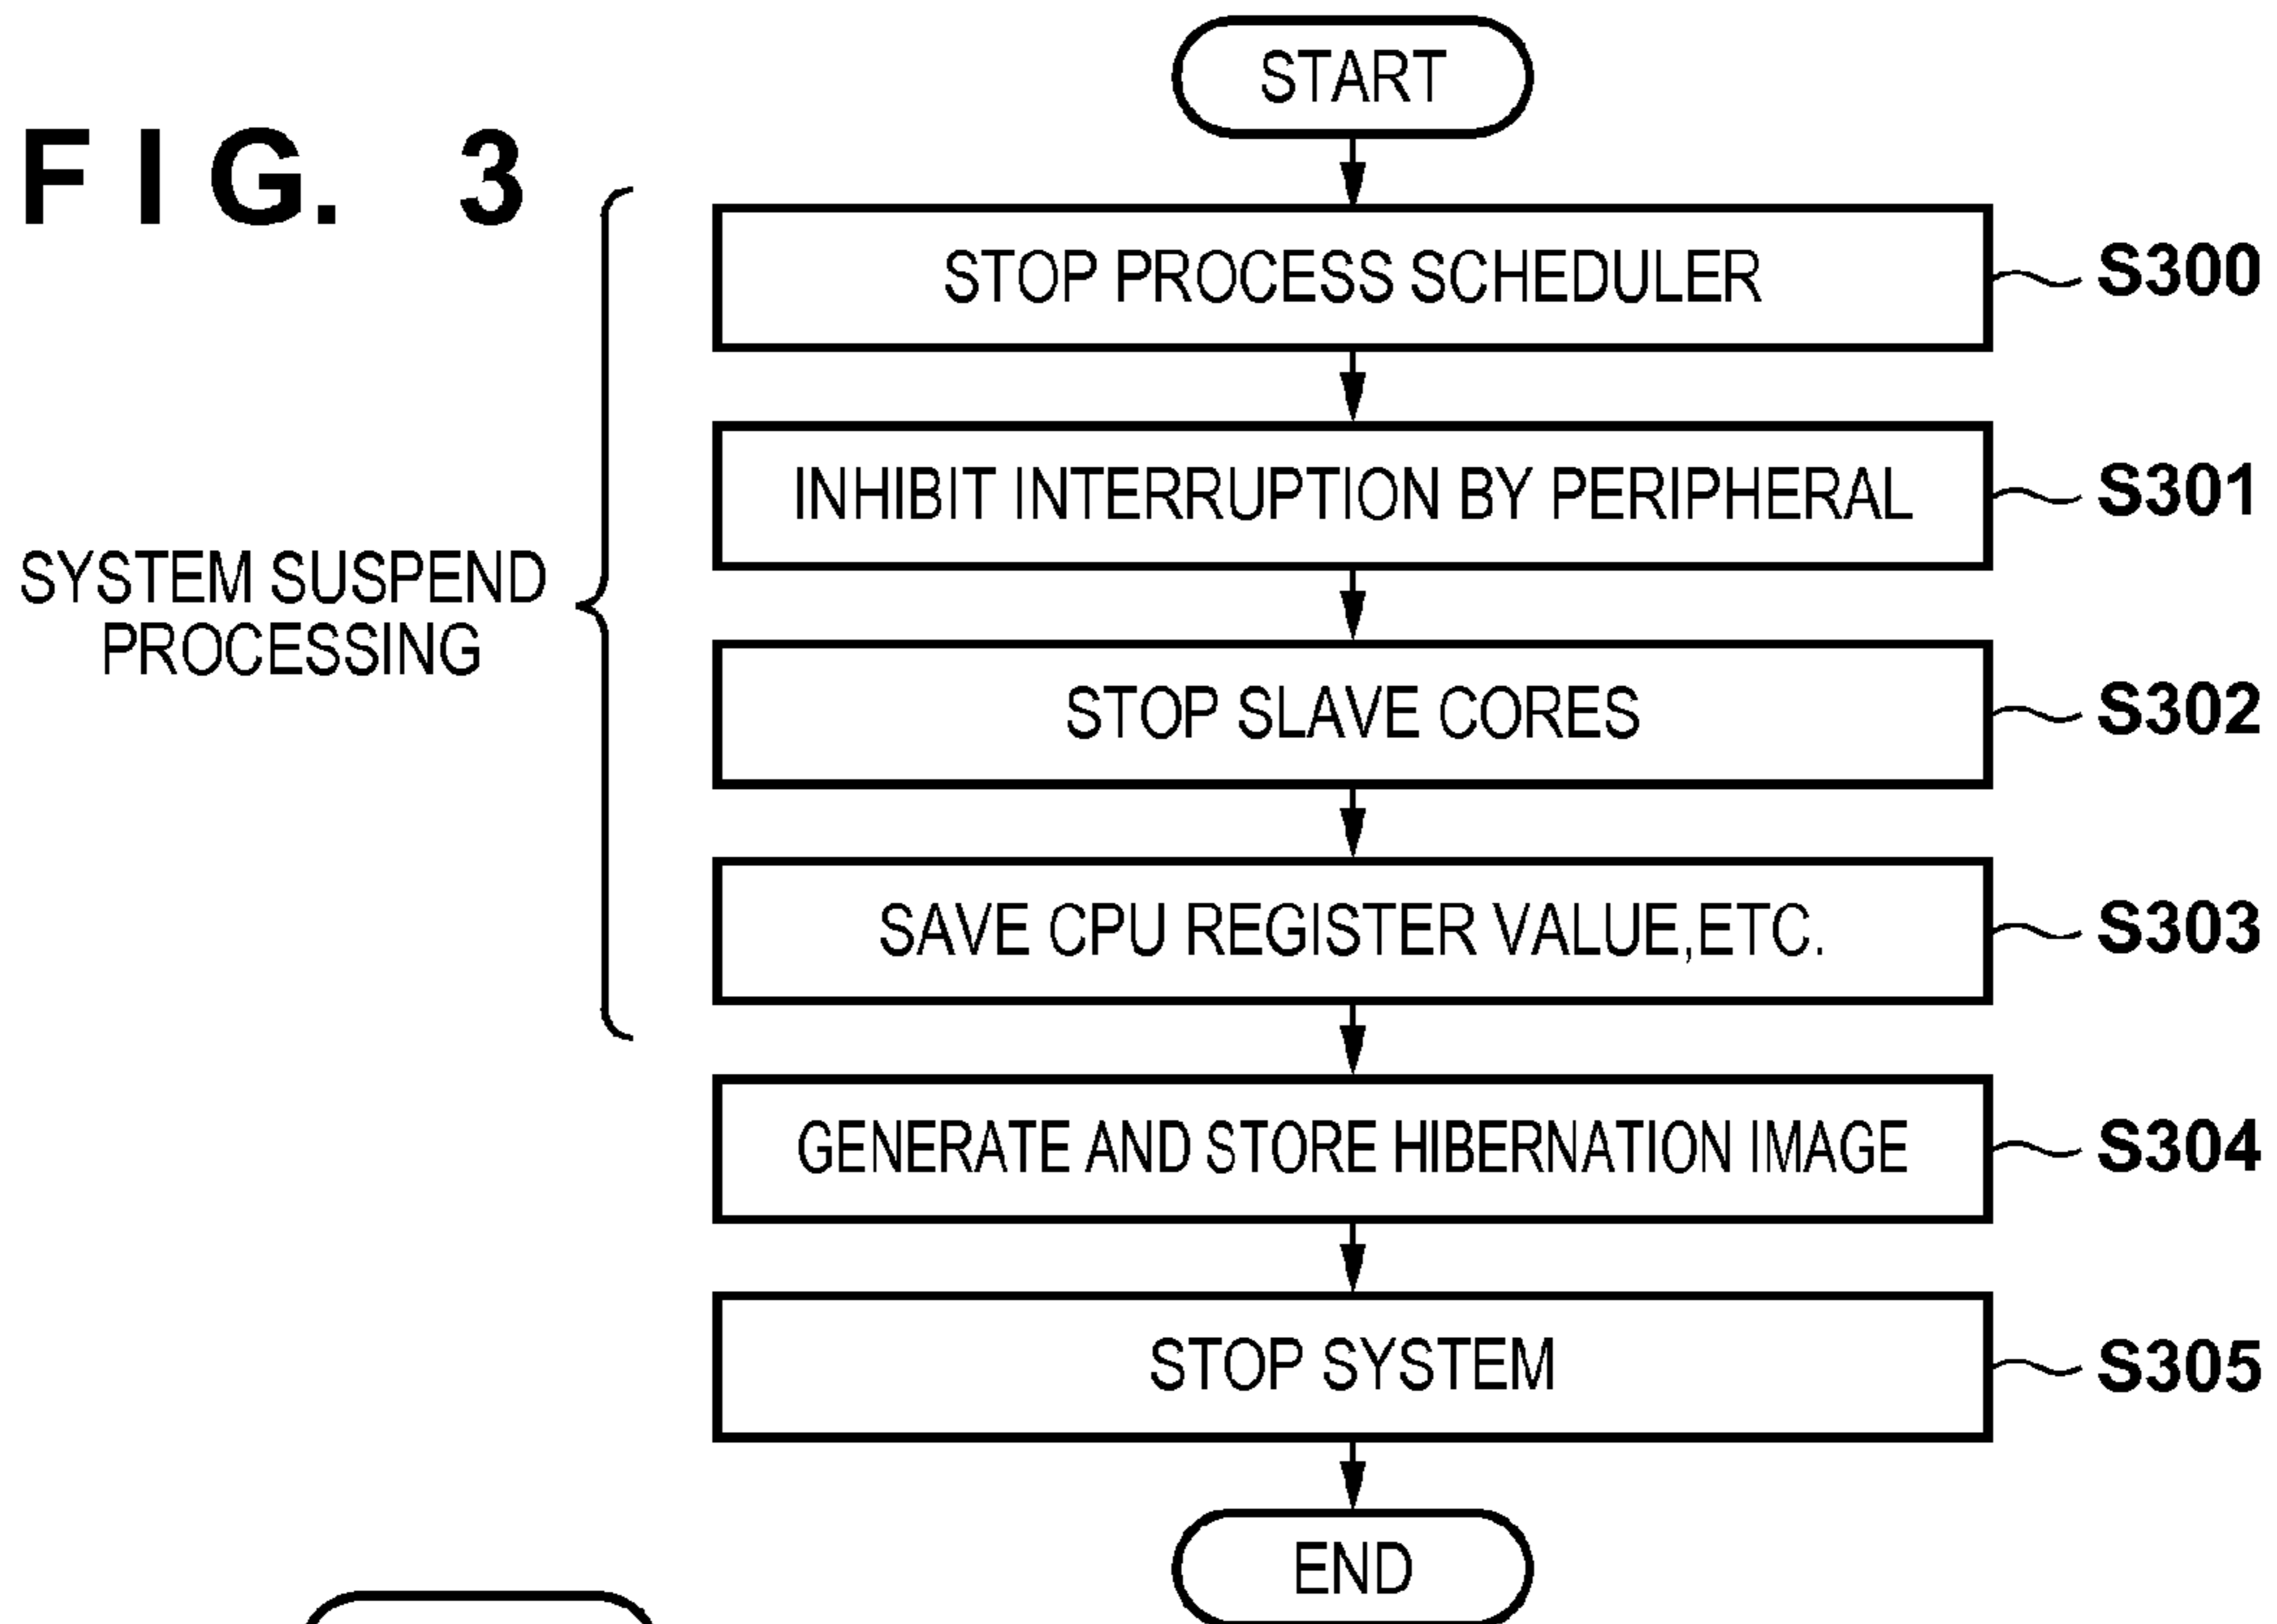 FIG. 3
START
STOP PROCESS SCHEDULER
S300
INHIBIT INTERRUPTION BY PERIPHERAL
S301
SYSTEM SUSPEND
PROCESSING
STOP SLAVE CORES
S302
SAVE CPU REGISTER VALUE,ETC.
S303
GENERATE AND STORE HIBERNATION IMAGE
S304
STOP SYSTEM
S305
END